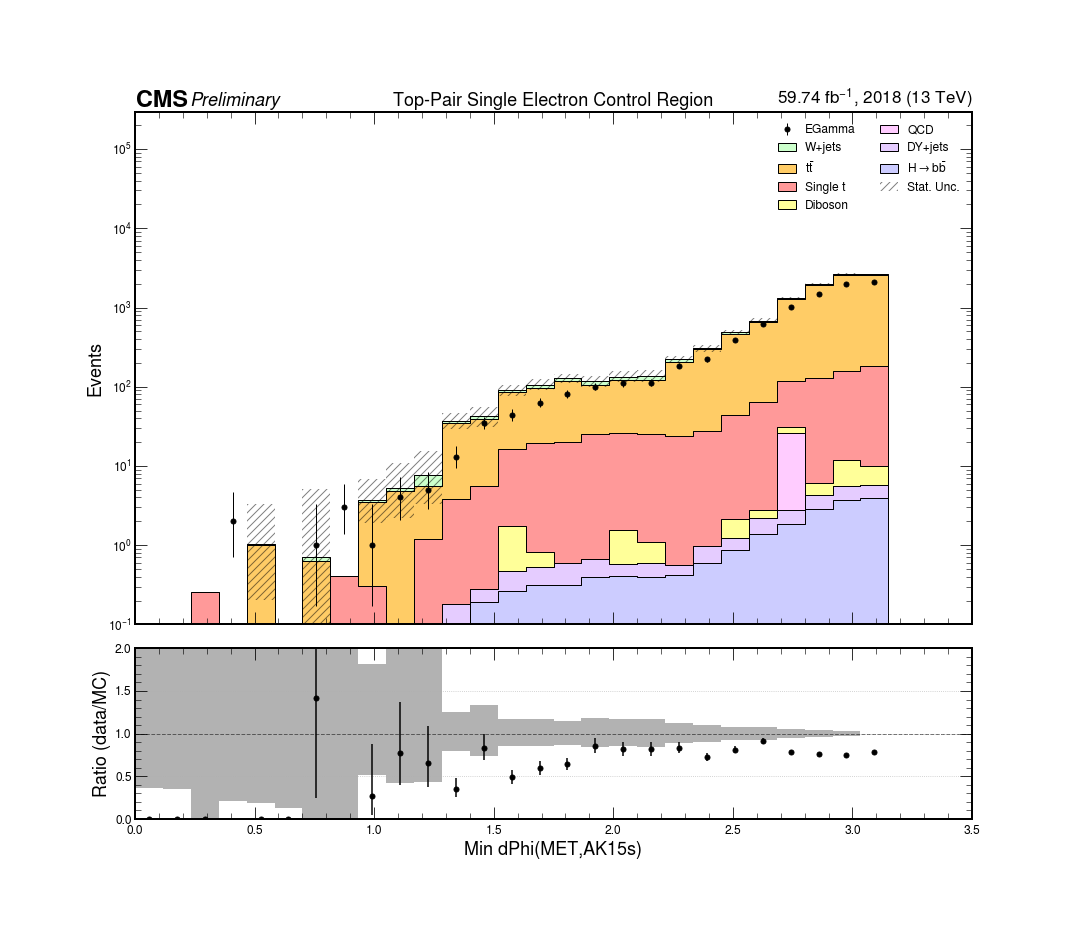 CMS Preliminary Top-Pair Single Electron Control Region 59.74 fb⁻¹, 2018 (13 TeV)
EGamma
W+jets
tt̄
Single t
Diboson
QCD
DY+jets
H→bb̄
Stat. Unc.
Events
10⁵
10⁴
10³
10²
10¹
10⁰
10⁻¹
Ratio (data/MC)
2.0
1.5
1.0
0.5
0.0
0.0 0.5 1.0 1.5 2.0 2.5 3.0 3.5
Min dPhi(MET,AK15s)